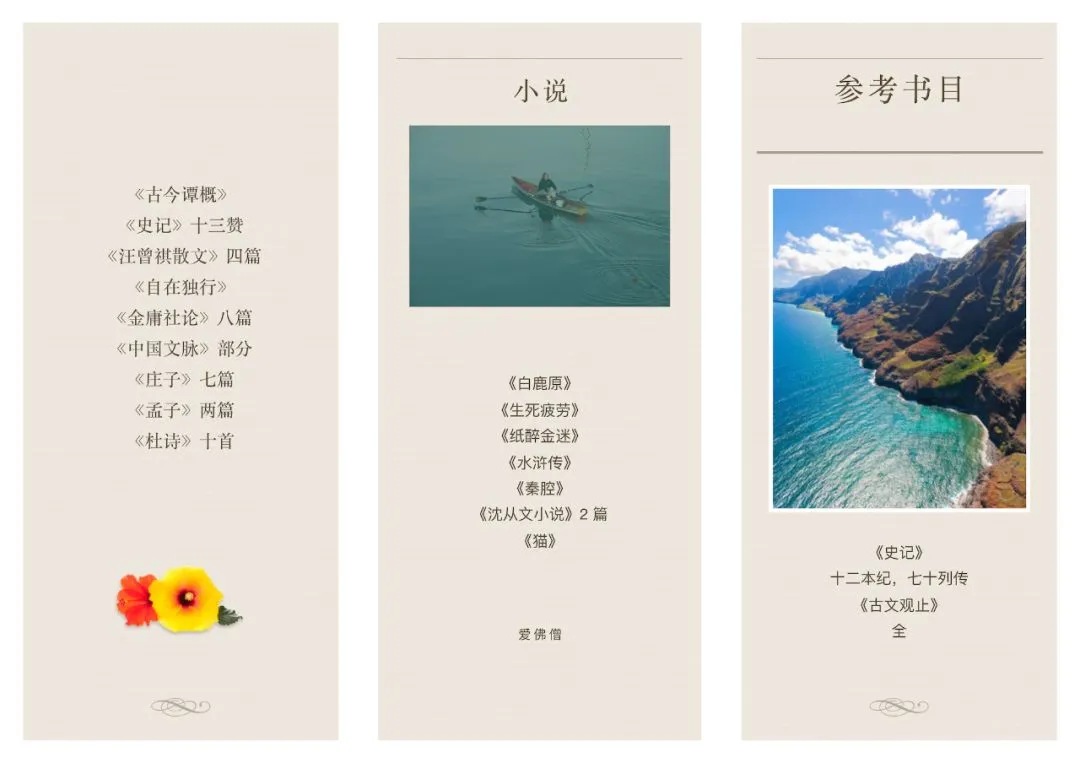 《古今谭概》
《史记》十三赞
《汪曾祺散文》四篇
《自在独行》
《金庸社论》八篇
《中国文脉》部分
《庄子》七篇
《孟子》两篇
《杜诗》十首
小说
《白鹿原》
《生死疲劳》
《纸醉金迷》
《水浒传》
《秦腔》
《沈从文小说》2 篇
《猫》
爱佛僧
参考书目
《史记》
十二本纪，七十列传
《古文观止》
全